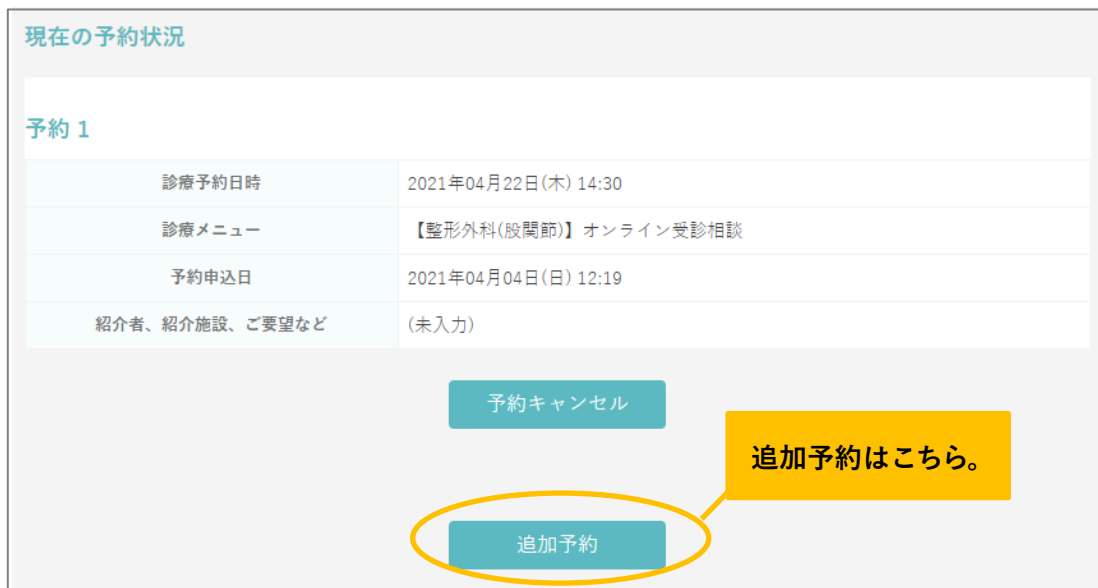 現在の予約状況
予約 1
診療予約日時 2021年04月22日(木) 14:30
診療メニュー 【整形外科(股関節)】オンライン受診相談
予約申込日 2021年04月04日(日) 12:19
紹介者、紹介施設、ご要望など (未入力)
予約キャンセル
追加予約はこちら。
追加予約